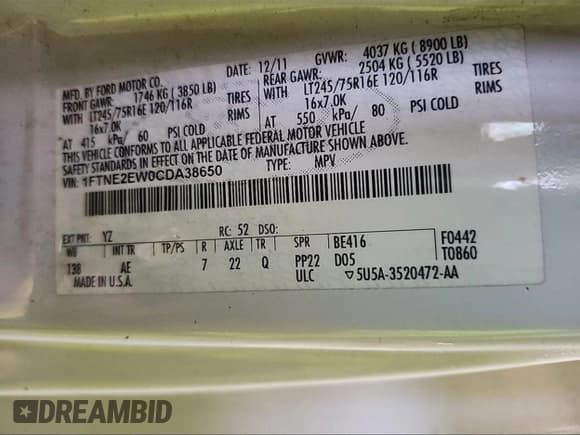 MFD. BY FORD MOTOR CO.
DATE: 12/11 GVWR: 4037 KG ( 8900 LB)
FRONT GAWR: 1746 KG ( 3850 LB) REAR GAWR: 2504 KG ( 5520 LB)
WITH LT245/75R16E 120/116R TIRES WITH LT245/75R16E 120/116R TIRES
16x7.0K RIMS 16x7.0K RIMS
AT 415 kPa/ 60 PSI COLD AT 550 kPa/ 80 PSI COLD
THIS VEHICLE CONFORMS TO ALL APPLICABLE FEDERAL MOTOR VEHICLE
SAFETY STANDARDS IN EFFECT ON THE DATE OF MANUFACTURE SHOWN ABOVE.
VIN: 1FTNE2EW0CDA38650 TYPE: MPV
EXT PNT: YZ RC: 52 DSO:
WB INT TR TP/PS R AXLE TR SPR BE416 F0442
138 AE 7 22 Q PP22 D05 T0860
MADE IN U.S.A. ULC ▽5U5A-3520472-AA
DREAMBID